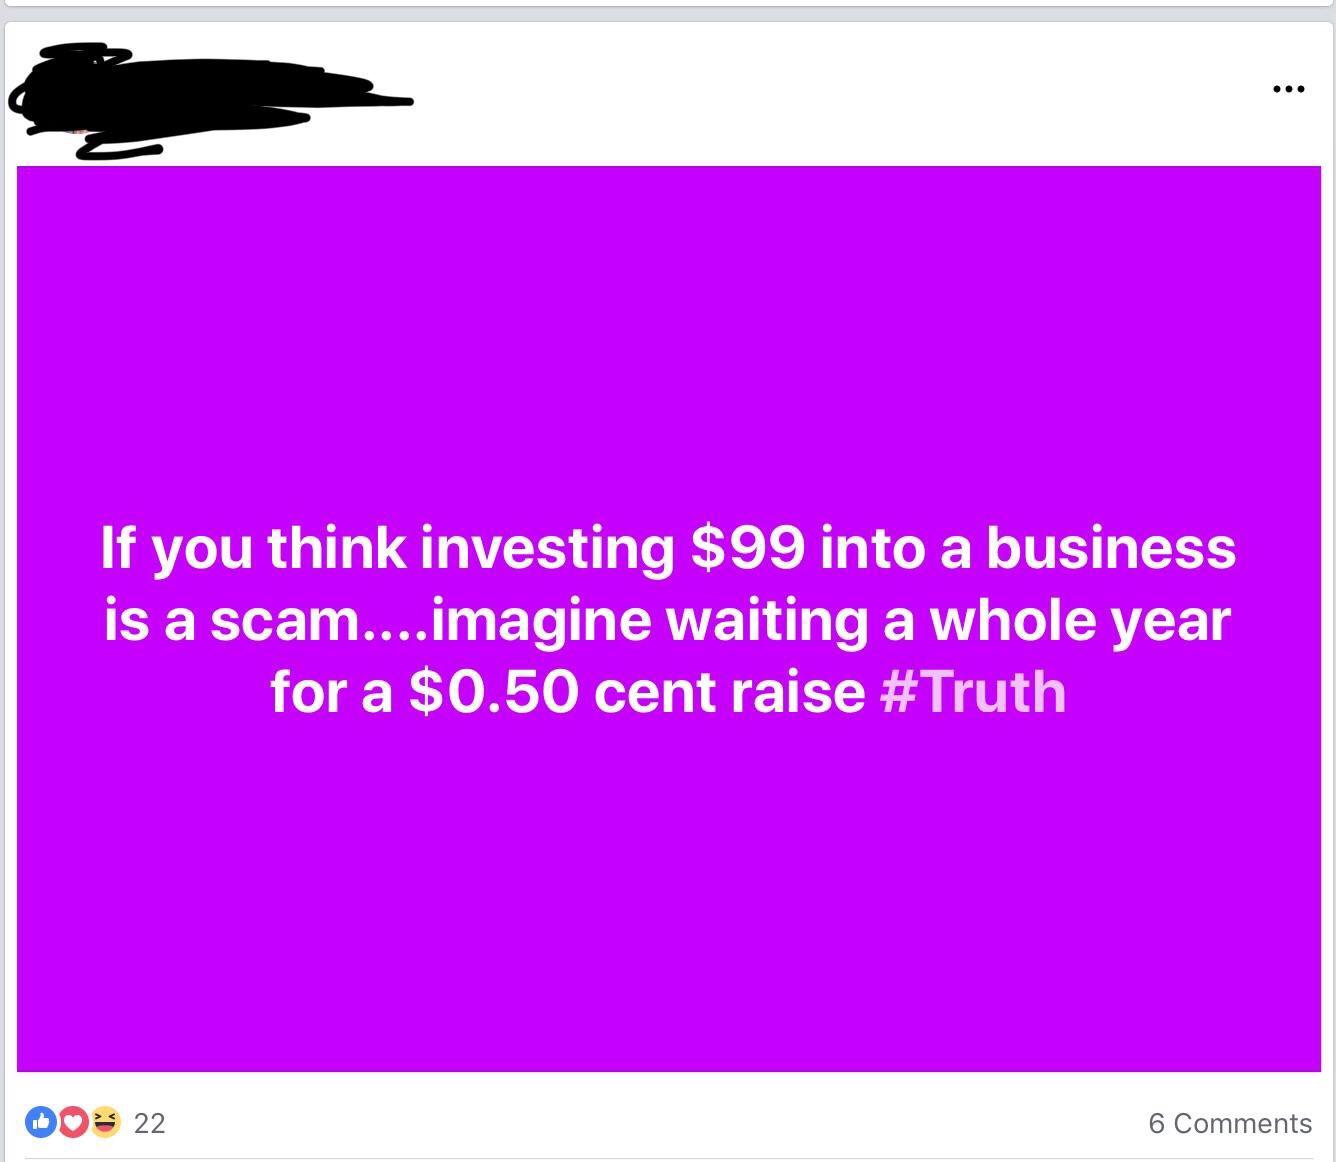 If you think investing $99 into a business
is a scam....imagine waiting a whole year
for a $0.50 cent raise #Truth
22
6 Comments